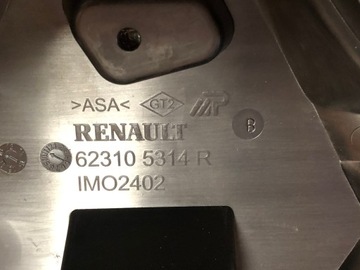 >ASA< GT2
RENAULT B
62310 5314 R
IMO2402